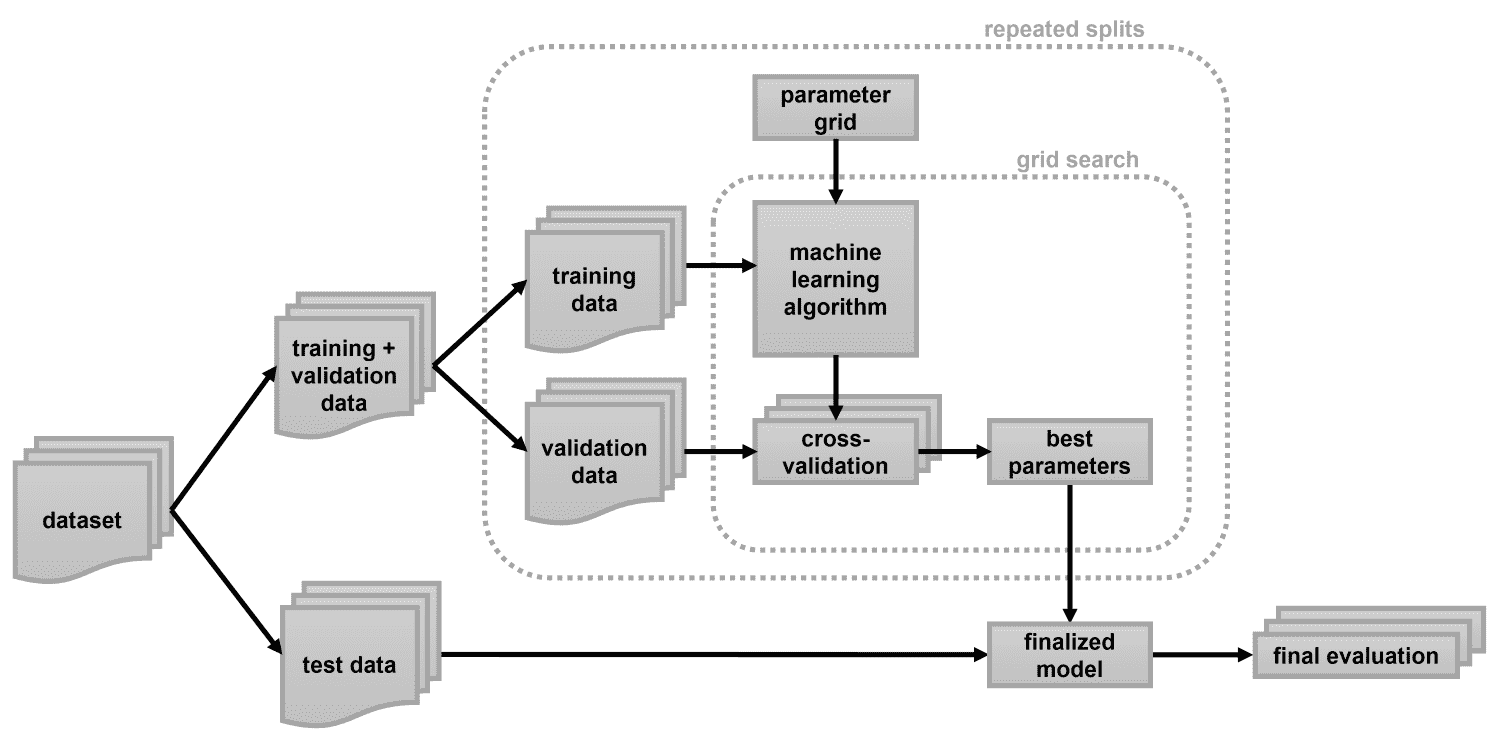 repeated splits
parameter
grid
grid search
machine
learning
algorithm
training
data
training +
validation
data
validation
data
cross-
validation
best
parameters
dataset
test data
finalized
model
final evaluation